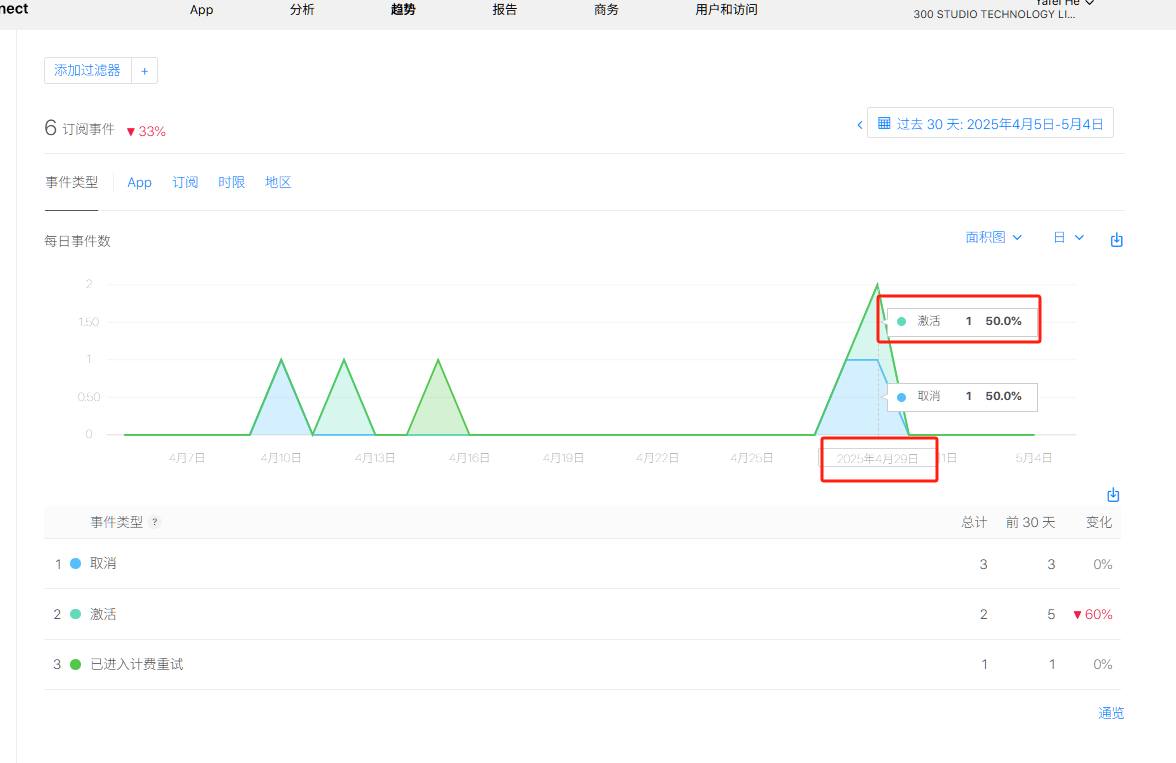 nect App 分析 趋势 报告 商务 用户和访问 Yafei He
300 STUDIO TECHNOLOGY LI...
添加过滤器 +
6 订阅事件 ▼33%
过去 30 天: 2025年4月5日-5月4日
事件类型 App 订阅 时限 地区
每日事件数 面积图 日
2
1.50
激活 1 50.0%
1
0.50
取消 1 50.0%
0
4月7日 4月10日 4月13日 4月16日 4月19日 4月22日 4月25日 2025年4月29日 1日 5月4日
事件类型 ? 总计 前 30 天 变化
1 取消 3 3 0%
2 激活 2 5 ▼60%
3 已进入计费重试 1 1 0%
通览